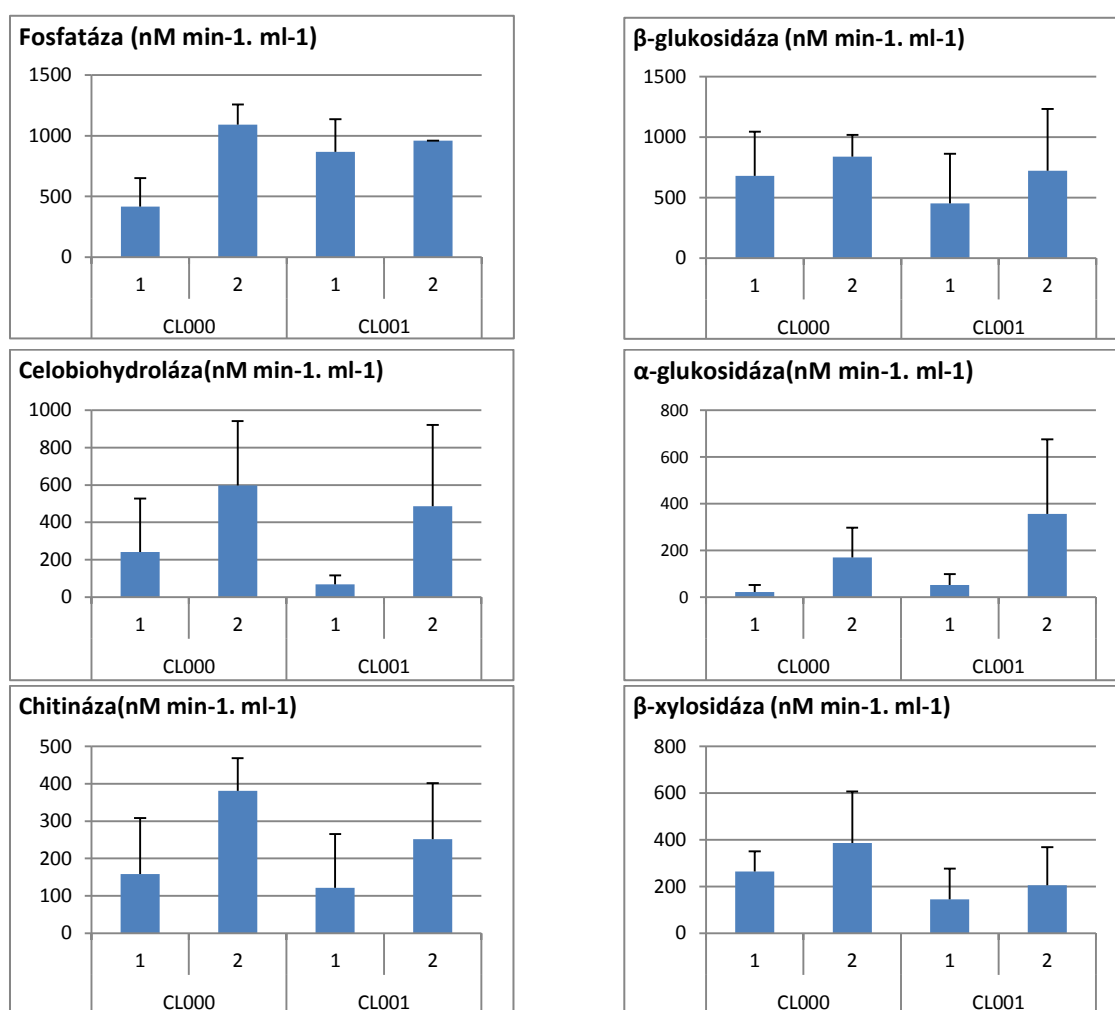 Fosfatáza (nM min-1. ml-1)
1500
1000
500
0
1 2 1 2
CL000 CL001
β-glukosidáza (nM min-1. ml-1)
1500
1000
500
0
1 2 1 2
CL000 CL001
Celobiohydroláza(nM min-1. ml-1)
1000
800
600
400
200
0
1 2 1 2
CL000 CL001
α-glukosidáza(nM min-1. ml-1)
800
600
400
200
0
1 2 1 2
CL000 CL001
Chitináza(nM min-1. ml-1)
500
400
300
200
100
0
1 2 1 2
CL000 CL001
β-xylosidáza (nM min-1. ml-1)
800
600
400
200
0
1 2 1 2
CL000 CL001